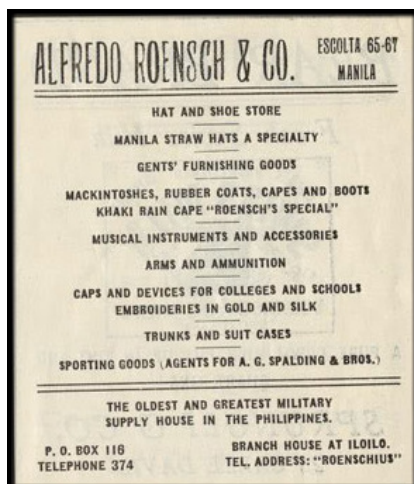 ALFREDO ROENSCH & CO.
ESCOLTA 65-67
MANILA
HAT AND SHOE STORE
MANILA STRAW HATS A SPECIALTY
GENTS' FURNISHING GOODS
MACKINTOSHES, RUBBER COATS, CAPES AND BOOTS
KHAKI RAIN CAPE "ROENSCH'S SPECIAL"
MUSICAL INSTRUMENTS AND ACCESSORIES
ARMS AND AMMUNITION
CAPS AND DEVICES FOR COLLEGES AND SCHOOLS
EMBROIDERIES IN GOLD AND SILK
TRUNKS AND SUIT CASES
SPORTING GOODS (AGENTS FOR A. G. SPALDING & BROS.)
THE OLDEST AND GREATEST MILITARY
SUPPLY HOUSE IN THE PHILIPPINES.
P. O. BOX 116
TELEPHONE 374
BRANCH HOUSE AT ILOILO.
TEL. ADDRESS: "ROENSCHIUS"